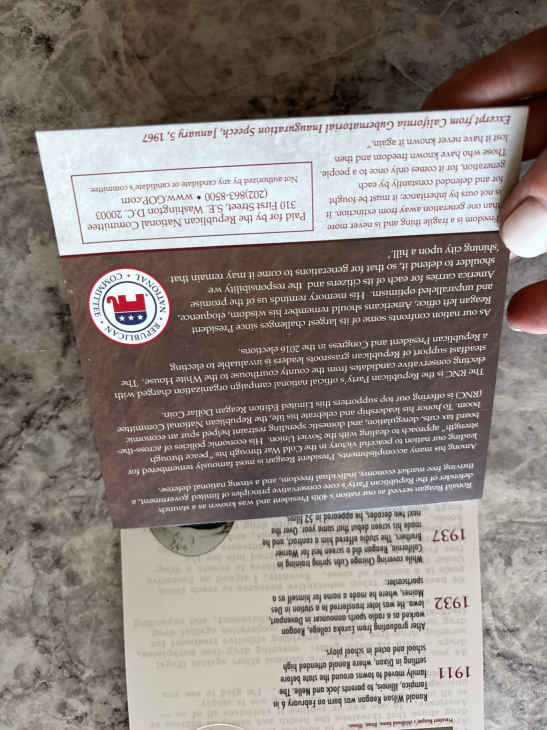 President Reagan's childhood home, Dixon, Illinois
1911
Ronald Wilson Reagan was born on February 6
Tampico, Illinois, to parents Jack and Nelle. The
family moved to towns around the state before
settling in Dixon, where Ronald attended high
school and acted in school plays.
1932
After graduating from Eureka college, Reagan
worked as a radio sports announcer in Davenport,
Iowa. He was later transferred to a station in Des
Moines, where he made a name for himself as a
sportscaster.
1937
While covering Chicago Cubs spring training in
California, Reagan did a screen test for Warner
Brothers. The studio offered him a contract, and he
made his screen debut that same year. Over the
next two decades, he appeared in 52 films.
Ronald Reagan served as our nation's 40th President and was known as a staunch
defender of the Republican Party's core conservative principles of limited government, a
thriving free market economy, individual freedom, and a strong national defense.
Among his many accomplishments, President Reagan is most famously remembered for
leading our nation to peaceful victory in the Cold War through his "peace through
strength" approach to dealing with the Soviet Union. His economic policies of across-the-
board tax cuts, deregulation, and domestic spending restraint helped spur an economic
boom. To honor his leadership and celebrate his life, the Republican National Committee
(RNC) is offering our top supporters this Limited Edition Reagan Dollar Coin.
The RNC is the Republican Party's official national campaign organization charged with
electing conservative candidates from the county courthouse to the White House. The
steadfast support of Republican grassroots leaders is invaluable to electing
a Republican President and Congress in the 2016 elections.
As our nation confronts some of its largest challenges since President
Reagan left office, Americans should remember his wisdom, eloquence,
and unparalleled optimism. His memory reminds us of the promise
America carries for each of its citizens and the responsibility we
shoulder to defend it, so that for generations to come it may remain that
"shining city upon a hill."
REPUBLICAN • NATIONAL • COMMITTEE •
Freedom is a fragile thing and is never more
than one generation away from extinction. It
is not ours by inheritance; it must be fought
for and defended constantly by each
generation, for it comes only once to a people.
Those who have known freedom and then
lost it have never known it again."
Excerpt from California Gubernatorial Inauguration Speech, January 5, 1967
Paid for by the Republican National Committee
310 First Street, S.E. Washington D.C. 20003
(202)863-8500 • www.GOP.com
Not authorized by any candidate or candidate's committee.